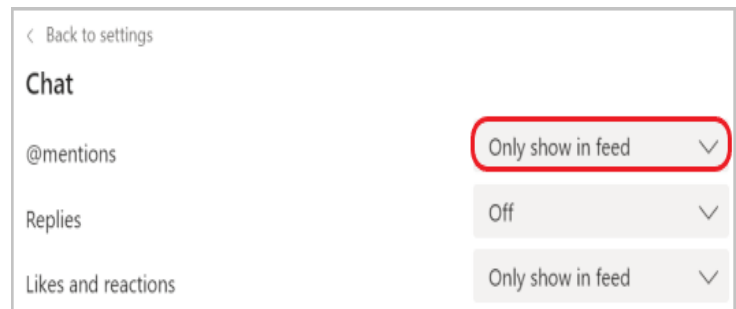 < Back to settings
Chat
@mentions Only show in feed
Replies Off
Likes and reactions Only show in feed